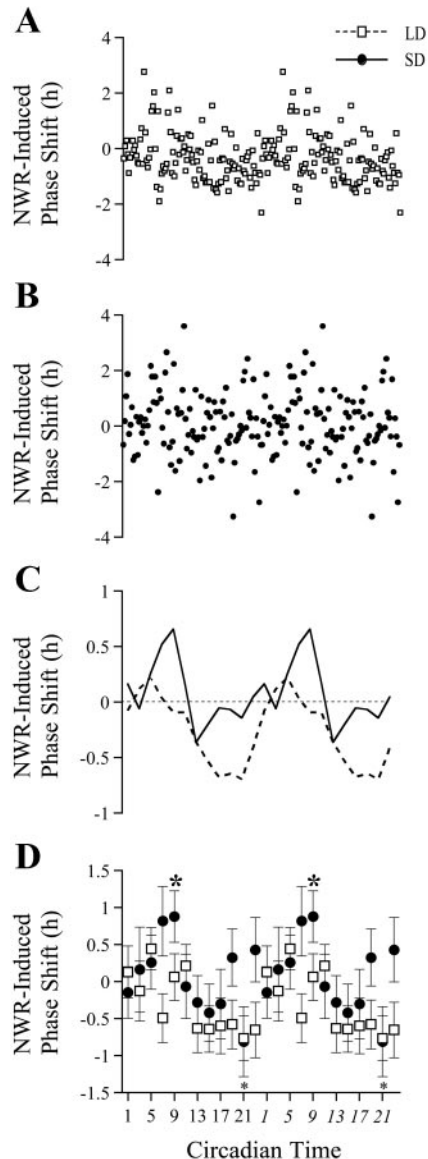 A
LD
SD
NWR-Induced
Phase Shift (h)
4
2
0
-2
-4
B
NWR-Induced
Phase Shift (h)
4
2
0
-2
-4
C
NWR-Induced
Phase Shift (h)
1
0.5
0
-0.5
-1
D
NWR-Induced
Phase Shift (h)
1.5
1
0.5
0
-0.5
-1
-1.5
* *
* *
1 5 9 13 17 21 1 5 9 13 17 21
Circadian Time